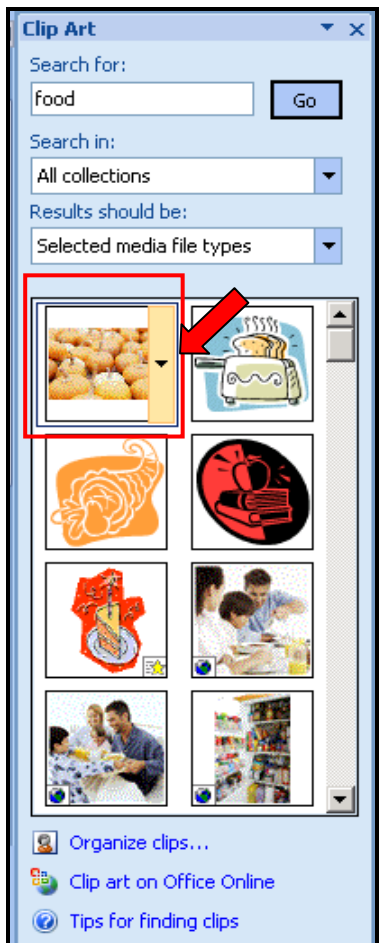 Clip Art
Search for:
food
Go
Search in:
All collections
Results should be:
Selected media file types
Organize clips...
Clip art on Office Online
Tips for finding clips